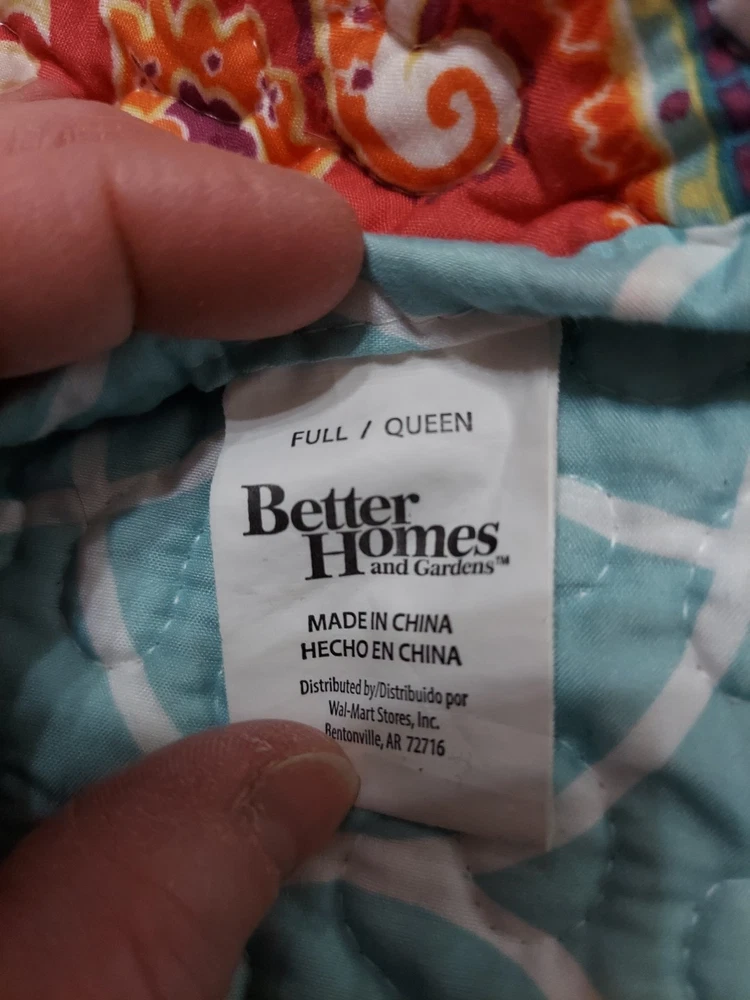 FULL / QUEEN
Better
Homes
and Gardens™
MADE IN CHINA
HECHO EN CHINA
Distributed by/Distribuido por
Wal-Mart Stores, Inc.
Bentonville, AR 72716